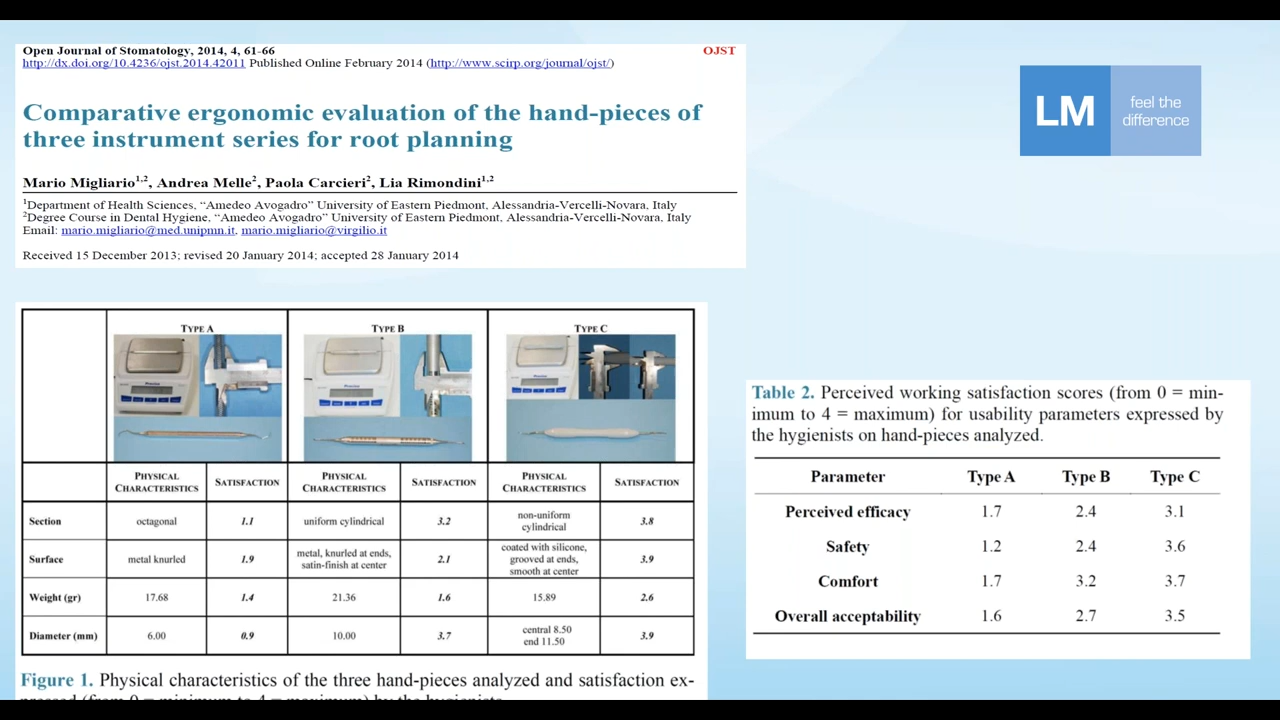 Open Journal of Stomatology, 2014, 4, 61-66
OJST
http://dx.doi.org/10.4236/ojst.2014.42011 Published Online February 2014 (http://www.scirp.org/journal/ojst/)
Comparative ergonomic evaluation of the hand-pieces of
three instrument series for root planning
Mario Migliario1,2, Andrea Melle2, Paola Carcieri2, Lia Rimondini1,2
1Department of Health Sciences, “Amedeo Avogadro” University of Eastern Piedmont, Alessandria-Vercelli-Novara, Italy
2Degree Course in Dental Hygiene, “Amedeo Avogadro” University of Eastern Piedmont, Alessandria-Vercelli-Novara, Italy
Email: mario.migliario@med.unipmn.it, mario.migliario@virgilio.it
Received 15 December 2013; revised 20 January 2014; accepted 28 January 2014
LM
feel the
difference
TYPE A TYPE B TYPE C
PHYSICAL CHARACTERISTICS SATISFACTION PHYSICAL CHARACTERISTICS SATISFACTION PHYSICAL CHARACTERISTICS SATISFACTION
Section octagonal 1.1 uniform cylindrical 3.2 non-uniform cylindrical 3.8
Surface metal knurled 1.9 metal, knurled at ends, satin-finish at center 2.1 coated with silicone, grooved at ends, smooth at center 3.9
Weight (gr) 17.68 1.4 21.36 1.6 15.89 2.6
Diameter (mm) 6.00 0.9 10.00 3.7 central 8.50 end 11.50 3.9
Figure 1. Physical characteristics of the three hand-pieces analyzed and satisfaction ex-
pressed (from 0 = minimum to 4 = maximum) by the hygienists
Table 2. Perceived working satisfaction scores (from 0 = min-
imum to 4 = maximum) for usability parameters expressed by
the hygienists on hand-pieces analyzed.
Parameter Type A Type B Type C
Perceived efficacy 1.7 2.4 3.1
Safety 1.2 2.4 3.6
Comfort 1.7 3.2 3.7
Overall acceptability 1.6 2.7 3.5